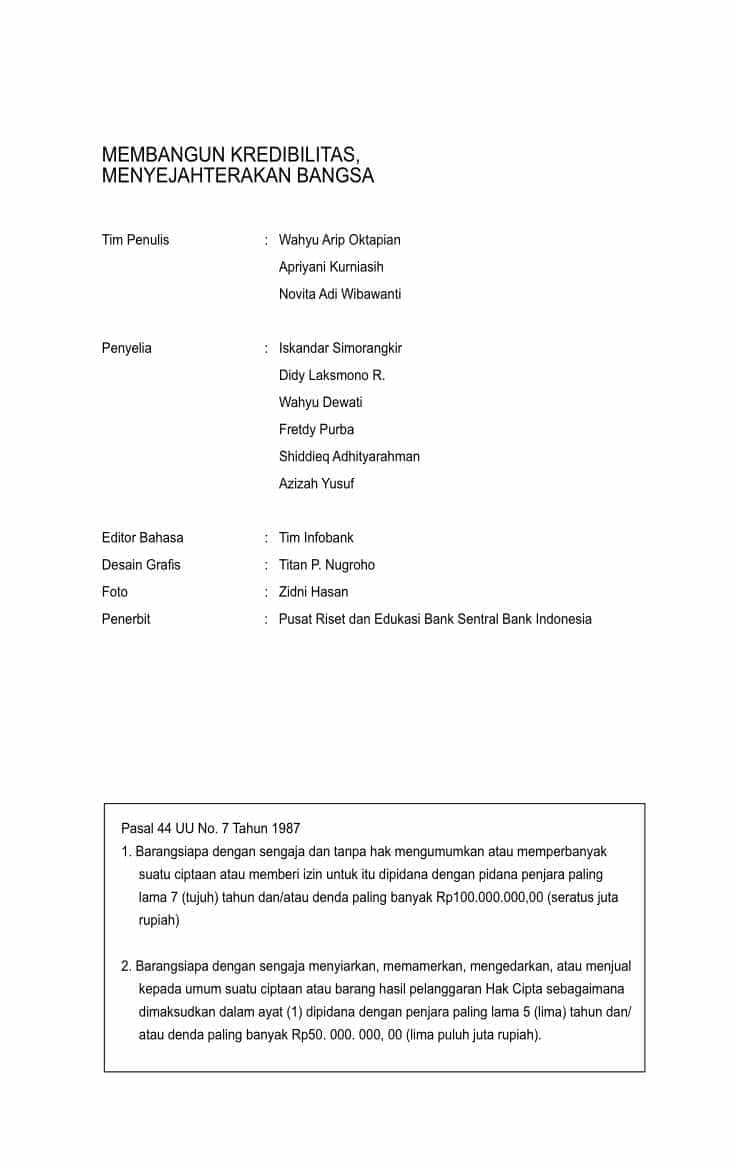 MEMBANGUN KREDIBILITAS,
MENYEJAHTERAKAN BANGSA
Tim Penulis : Wahyu Arip Oktapian
Apriyani Kurniasih
Novita Adi Wibawanti
Penyelia : Iskandar Simorangkir
Didy Laksmono R.
Wahyu Dewati
Fretdy Purba
Shiddieq Adhityarahman
Azizah Yusuf
Editor Bahasa : Tim Infobank
Desain Grafis : Titan P. Nugroho
Foto : Zidni Hasan
Penerbit : Pusat Riset dan Edukasi Bank Sentral Bank Indonesia
Pasal 44 UU No. 7 Tahun 1987
1. Barangsiapa dengan sengaja dan tanpa hak mengumumkan atau memperbanyak
suatu ciptaan atau memberi izin untuk itu dipidana dengan pidana penjara paling
lama 7 (tujuh) tahun dan/atau denda paling banyak Rp100.000.000,00 (seratus juta
rupiah)
2. Barangsiapa dengan sengaja menyiarkan, memamerkan, mengedarkan, atau menjual
kepada umum suatu ciptaan atau barang hasil pelanggaran Hak Cipta sebagaimana
dimaksudkan dalam ayat (1) dipidana dengan penjara paling lama 5 (lima) tahun dan/
atau denda paling banyak Rp50. 000. 000, 00 (lima puluh juta rupiah).